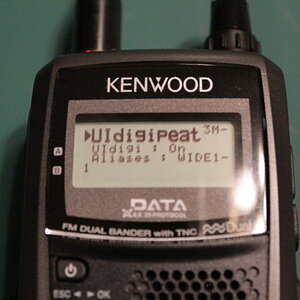 KENWOOD
▶UIdigipeat 3M-
UIdigi : On
Aliases : WIDE1-
1
A
B
DATA
AX.25 PROTOCOL
FM DUAL BANDER with TNC Dual
ESC ◀ ▶ OK